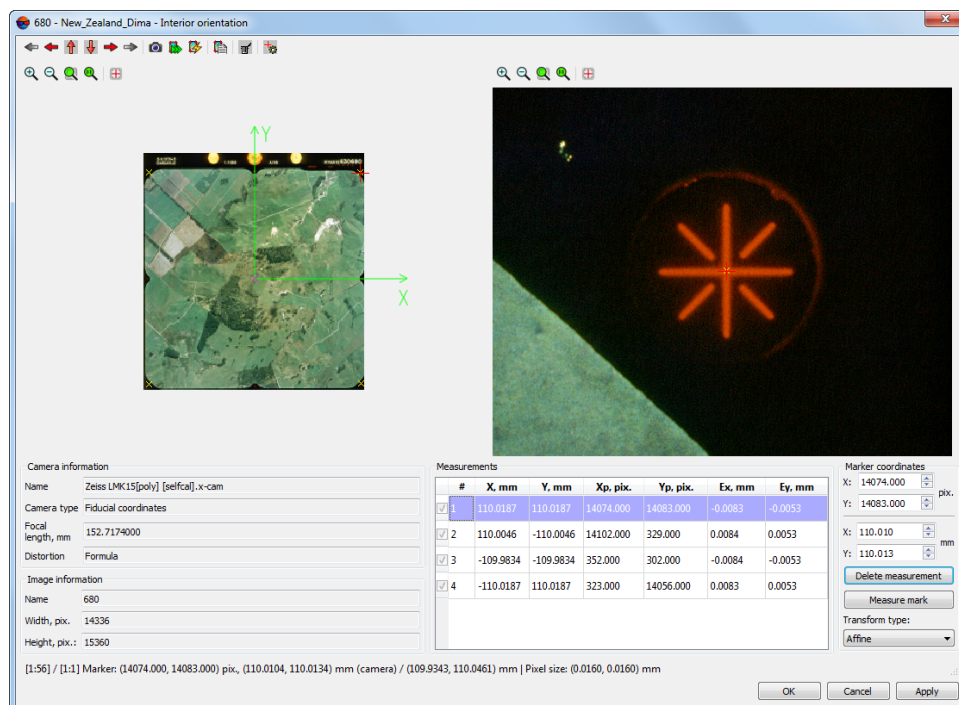 680 - New_Zealand_Dima - Interior orientation
Y
X
Camera information
Name Zeiss LMK15[poly] [selfcal].x-cam
Camera type Fiducial coordinates
Focal length, mm 152.7174000
Distortion Formula
Image information
Name 680
Width, pix. 14336
Height, pix.: 15360
Measurements
# X, mm Y, mm Xp, pix. Yp, pix. Ex, mm Ey, mm
1 110.0187 110.0187 14074.000 14083.000 -0.0083 -0.0053
2 110.0046 -110.0046 14102.000 329.000 0.0084 0.0053
3 -109.9834 -109.9834 352.000 302.000 -0.0084 -0.0053
4 -110.0187 110.0187 323.000 14056.000 0.0083 0.0053
Marker coordinates
X: 14074.000
pix.
Y: 14083.000
X: 110.010
mm
Y: 110.013
Delete measurement
Measure mark
Transform type:
Affine
[1:56] / [1:1] Marker: (14074.000, 14083.000) pix., (110.0104, 110.0134) mm (camera) / (109.9343, 110.0461) mm | Pixel size: (0.0160, 0.0160) mm
OK Cancel Apply